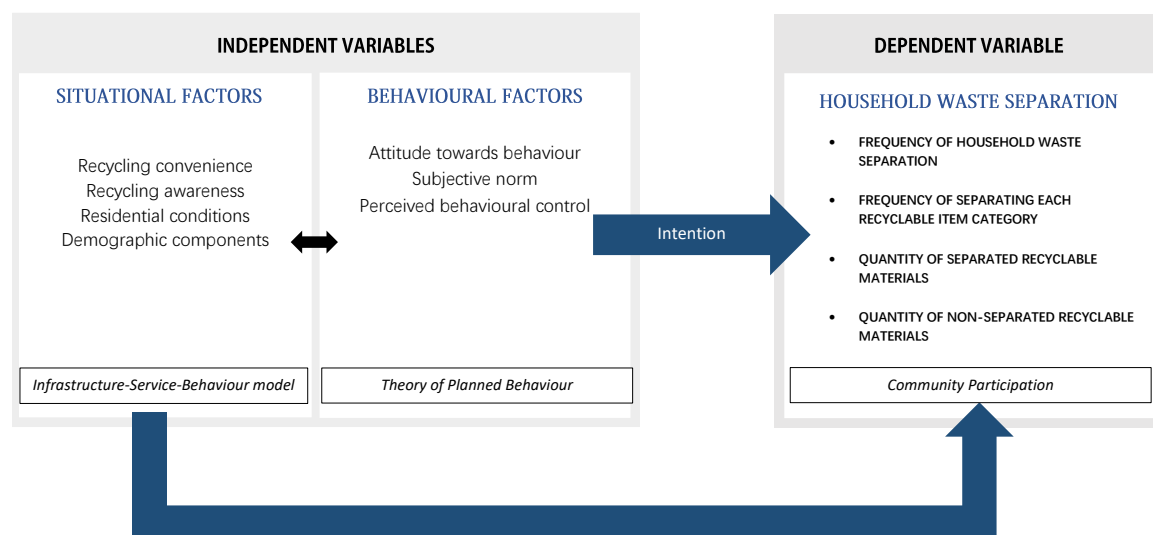 INDEPENDENT VARIABLES
SITUATIONAL FACTORS
Recycling convenience
Recycling awareness
Residential conditions
Demographic components
Infrastructure-Service-Behaviour model
BEHAVIOURAL FACTORS
Attitude towards behaviour
Subjective norm
Perceived behavioural control
Theory of Planned Behaviour
Intention
DEPENDENT VARIABLE
HOUSEHOLD WASTE SEPARATION
• FREQUENCY OF HOUSEHOLD WASTE
SEPARATION
• FREQUENCY OF SEPARATING EACH
RECYCLABLE ITEM CATEGORY
• QUANTITY OF SEPARATED RECYCLABLE
MATERIALS
• QUANTITY OF NON-SEPARATED RECYCLABLE
MATERIALS
Community Participation